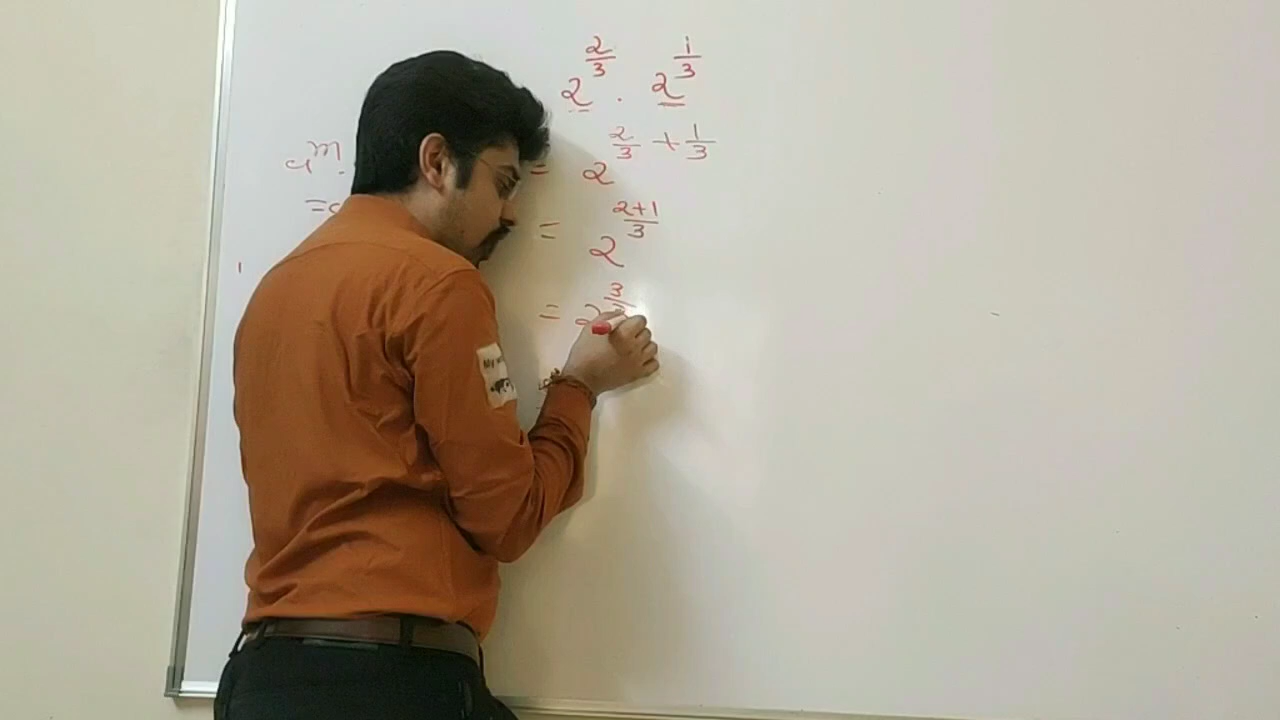 2^{2/3} . 2^{1/3}
a^m .
= 2^{2/3 + 1/3}
=
= 2^{(2+1)/3}
= 2^{3/3}